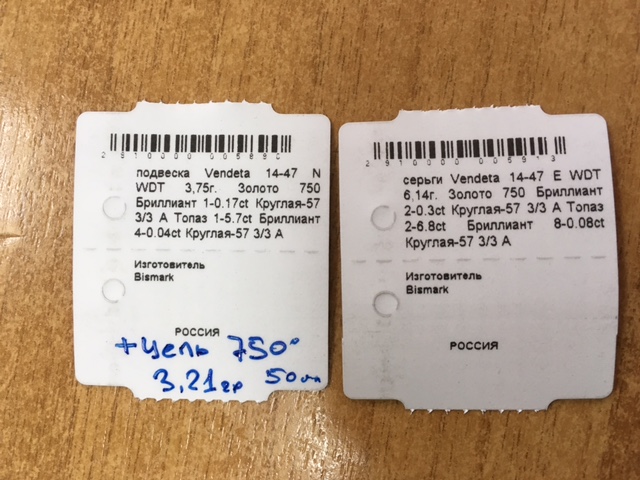 2910000005890
подвеска Vendeta 14-47 N
WDT 3,75г. Золото 750
Бриллиант 1-0.17ct Круглая-57
3/3 А Топаз 1-5.7ct Бриллиант
4-0.04ct Круглая-57 3/3 А
Изготовитель
Bismark
РОССИЯ
+цепь 750°
3,21гр 50см
2910000005913
серьги Vendeta 14-47 E WDT
6,14г. Золото 750 Бриллиант
2-0.3ct Круглая-57 3/3 А Топаз
2-6.8ct Бриллиант 8-0.08ct
Круглая-57 3/3 А
Изготовитель
Bismark
РОССИЯ